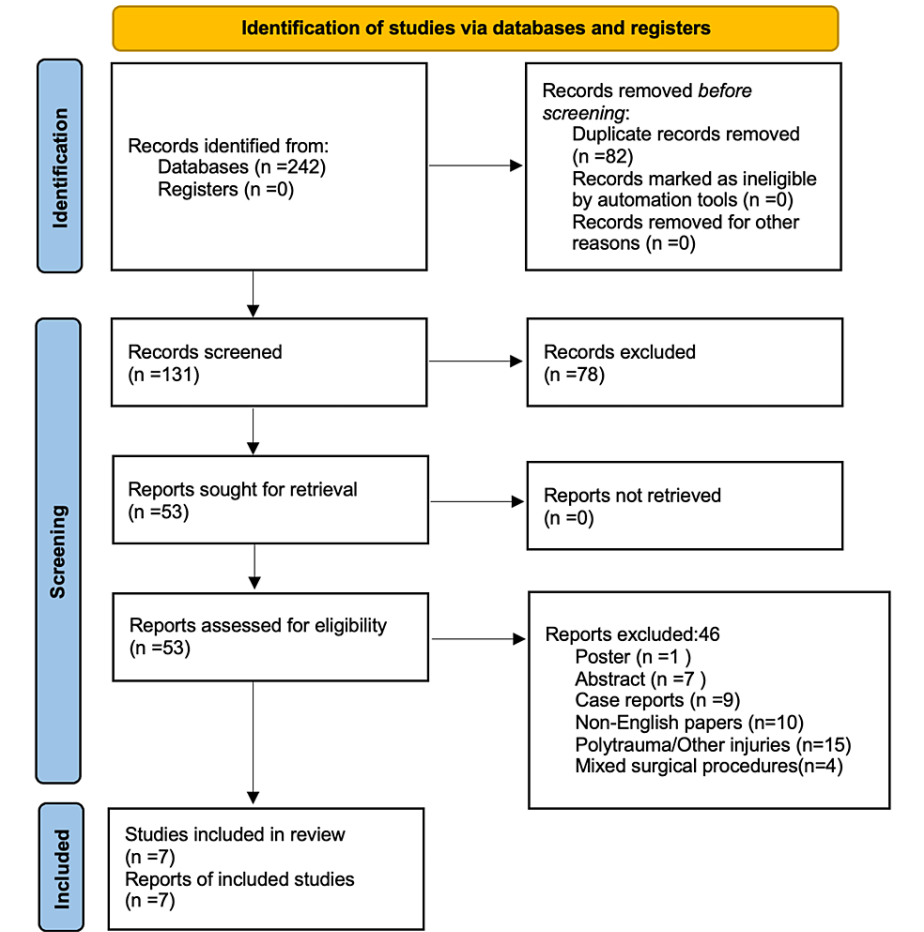 Identification of studies via databases and registers
Identification
Records identified from:
Databases (n =242)
Registers (n =0)
Records removed before
screening:
Duplicate records removed
(n =82)
Records marked as ineligible
by automation tools (n =0)
Records removed for other
reasons (n =0)
Screening
Records screened
(n =131)
Records excluded
(n =78)
Reports sought for retrieval
(n =53)
Reports not retrieved
(n =0)
Reports assessed for eligibility
(n =53)
Reports excluded:46
Poster (n =1 )
Abstract (n =7 )
Case reports (n =9)
Non-English papers (n=10)
Polytrauma/Other injuries (n=15)
Mixed surgical procedures(n=4)
Included
Studies included in review
(n =7)
Reports of included studies
(n =7)